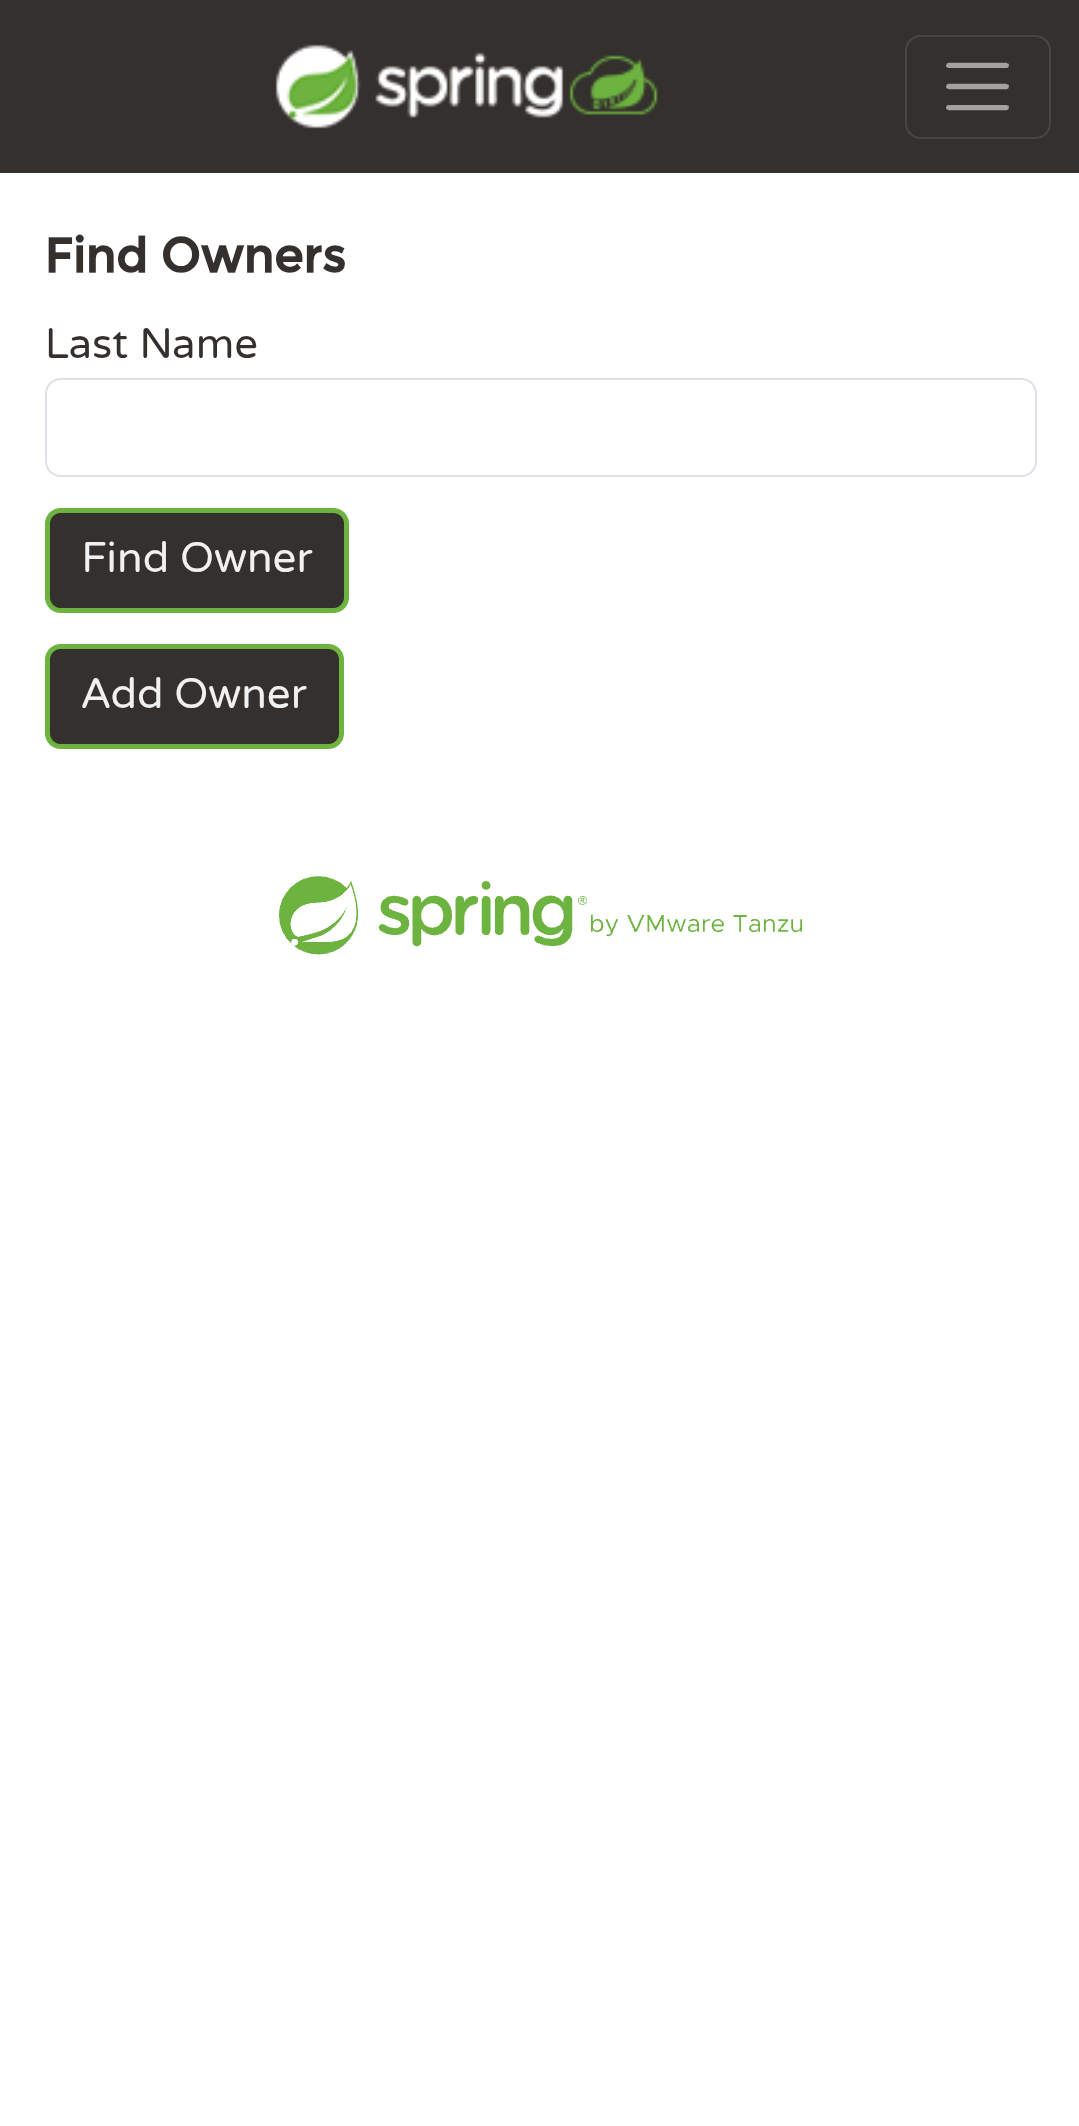 spring
Find Owners
Last Name
Find Owner
Add Owner
spring® by VMware Tanzu